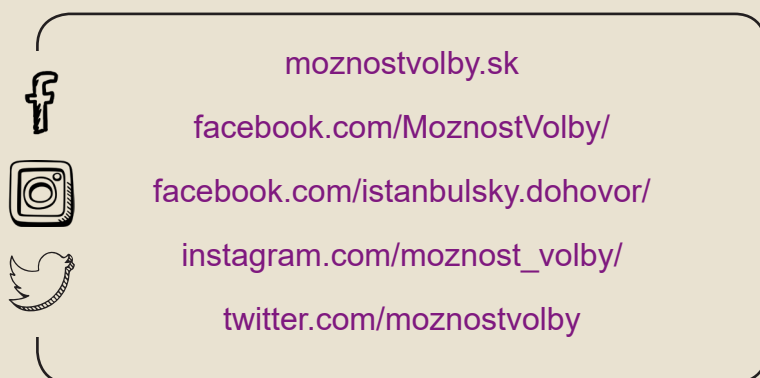 moznostvolby.sk
facebook.com/MoznostVolby/
facebook.com/istanbulsky.dohovor/
instagram.com/moznost_volby/
twitter.com/moznostvolby